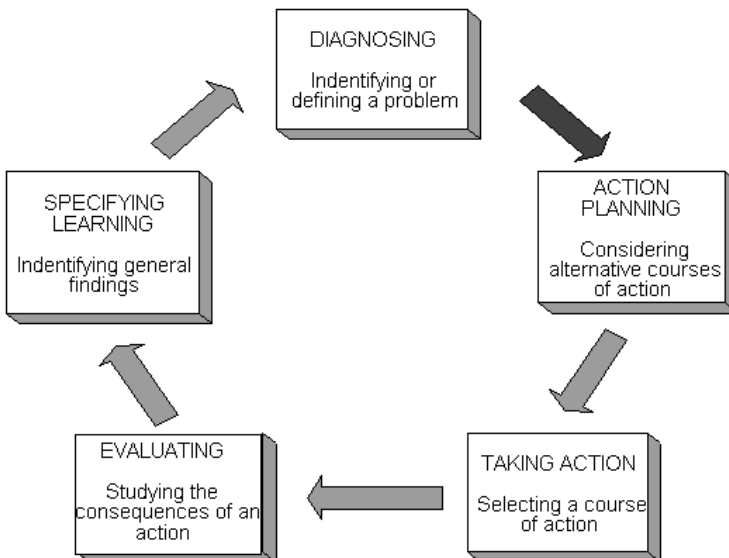 DIAGNOSING
Indentifying or
defining a problem
ACTION
PLANNING
Considering
alternative courses
of action
TAKING ACTION
Selecting a course
of action
EVALUATING
Studying the
consequences of an
action
SPECIFYING
LEARNING
Indentifying general
findings